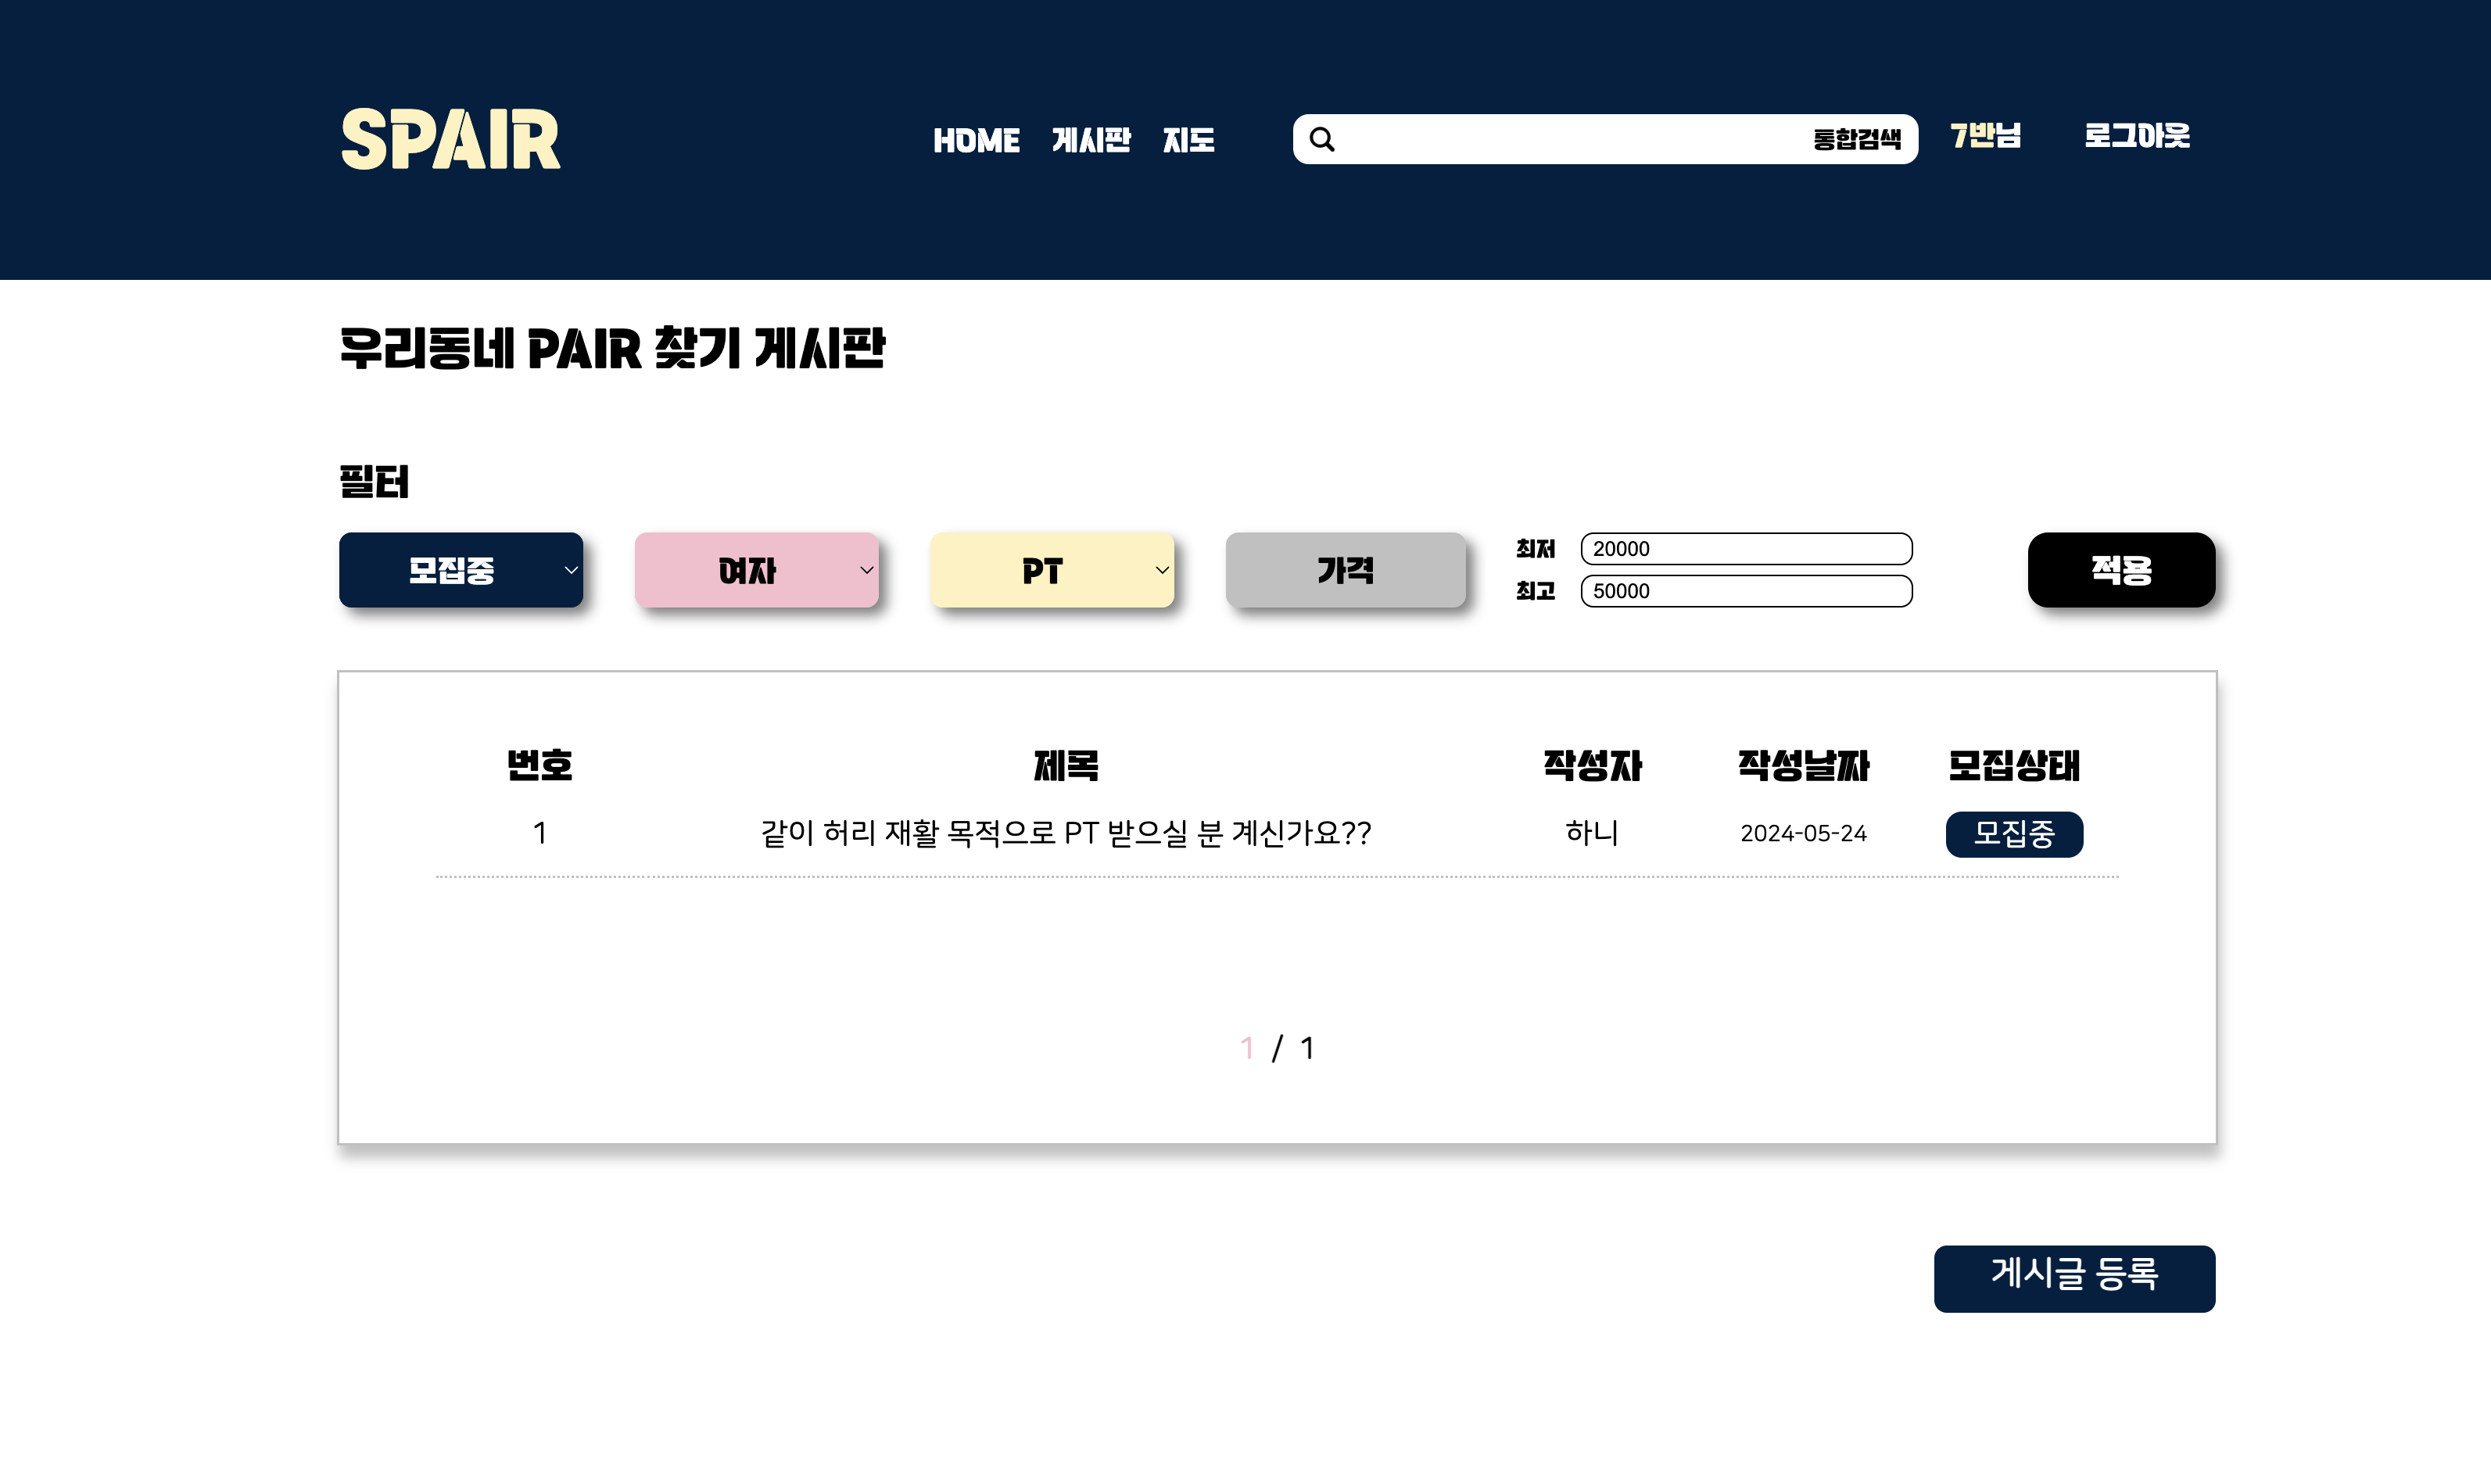 SPAIR HOME 게시판 지도 통합검색 7반님 로그아웃
우리동네 PAIR 찾기 게시판
필터
모집중 여자 PT 가격 최저 20000 적용
최고 50000
번호 제목 작성자 작성날짜 모집상태
1 같이 허리 재활 목적으로 PT 받으실 분 계신가요?? 하니 2024-05-24 모집중
1 / 1
게시글 등록